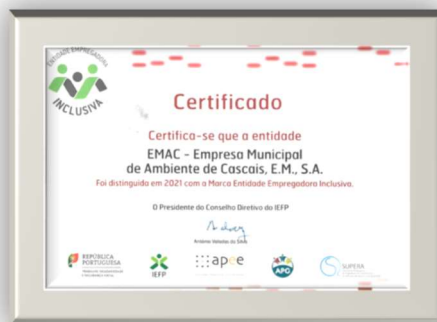 ENTIDADE EMPREGADORA
INCLUSIVA
Certificado
Certifica-se que a entidade
EMAC - Empresa Municipal
de Ambiente de Cascais, E.M., S.A.
Foi distinguida em 2021 com a Marca Entidade Empregadora Inclusiva.
O Presidente do Conselho Diretivo do IEFP
REPÚBLICA
PORTUGUESA
IEFP
apee
APG
SUPERA